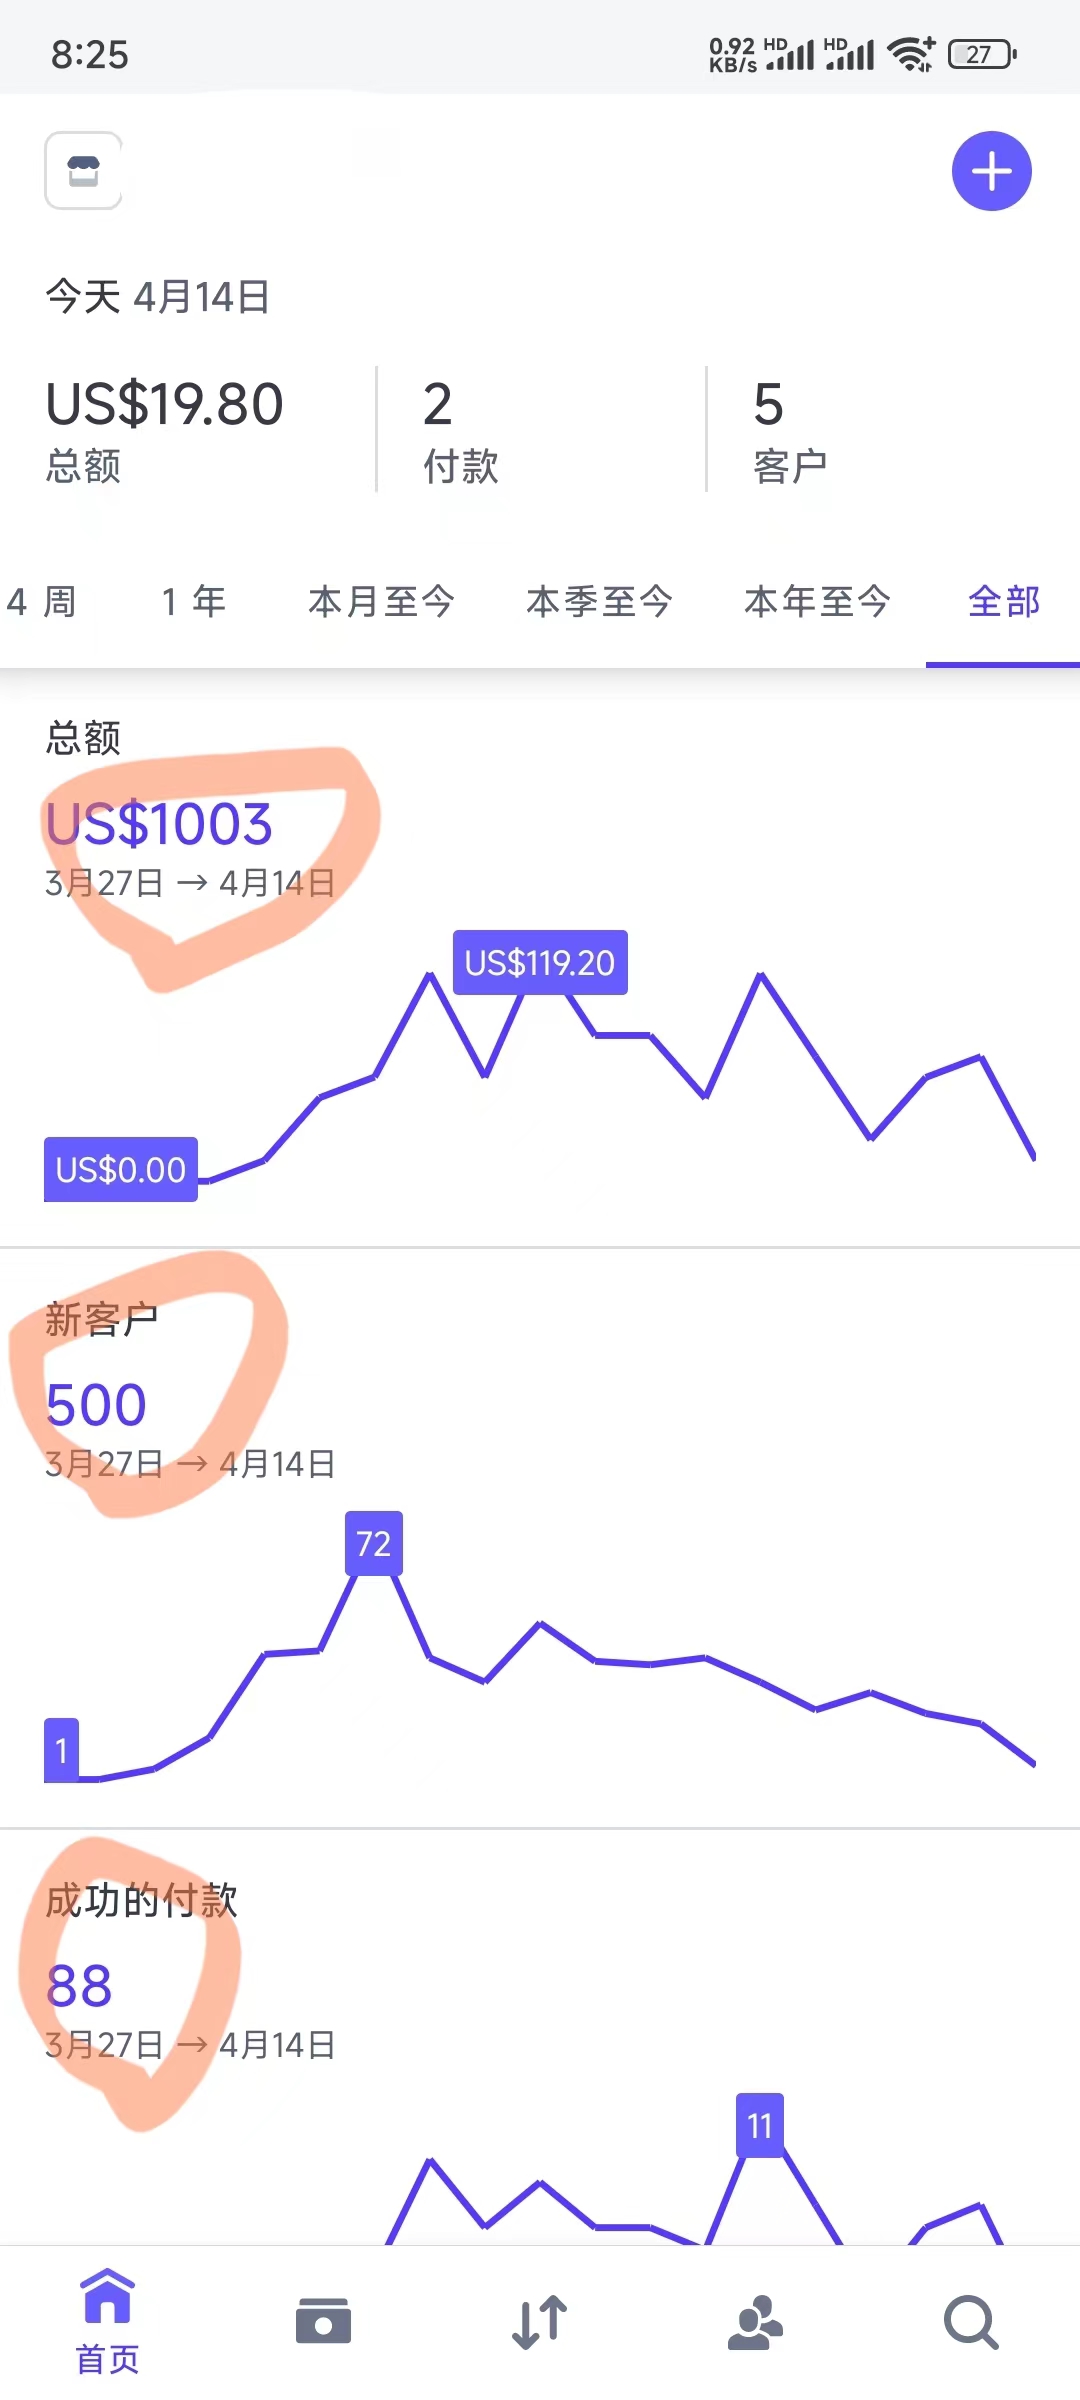 8:25
0.92 KB/s HD HD 27
今天 4月14日
US$19.80 2 5
总额 付款 客户
4 周 1 年 本月至今 本季至今 本年至今 全部
总额
US$1003
3月27日 → 4月14日
US$119.20
US$0.00
新客户
500
3月27日 → 4月14日
72
1
成功的付款
88
3月27日 → 4月14日
11
首页